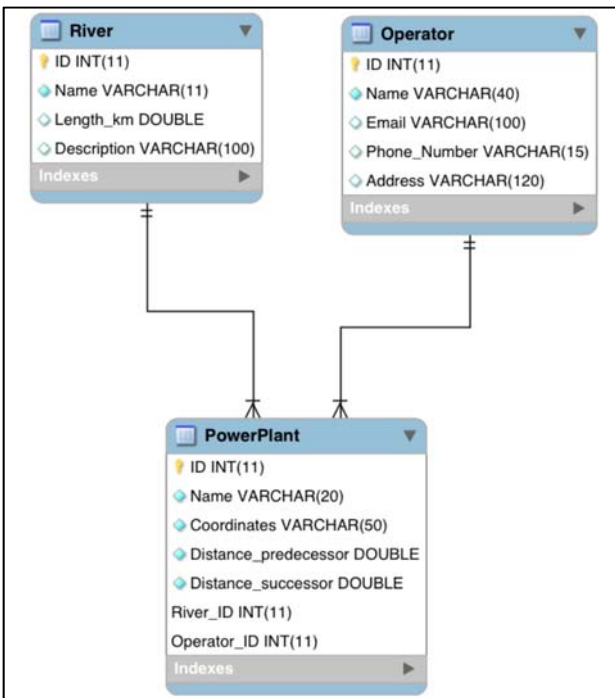 River
ID INT(11)
Name VARCHAR(11)
Length_km DOUBLE
Description VARCHAR(100)
Indexes
Operator
ID INT(11)
Name VARCHAR(40)
Email VARCHAR(100)
Phone_Number VARCHAR(15)
Address VARCHAR(120)
Indexes
PowerPlant
ID INT(11)
Name VARCHAR(20)
Coordinates VARCHAR(50)
Distance_predecessor DOUBLE
Distance_successor DOUBLE
River_ID INT(11)
Operator_ID INT(11)
Indexes